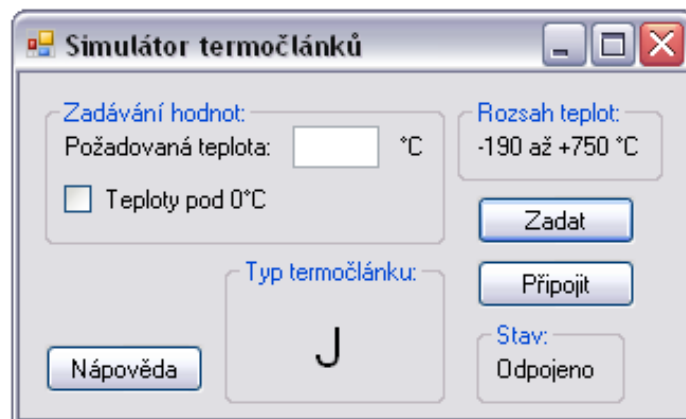 Simulátor termočlánků
Zadávání hodnot:
Požadovaná teplota: °C
Teploty pod 0°C
Rozsah teplot:
-190 až +750 °C
Zadat
Připojit
Typ termočlánku:
J
Stav:
Odpojeno
Nápověda